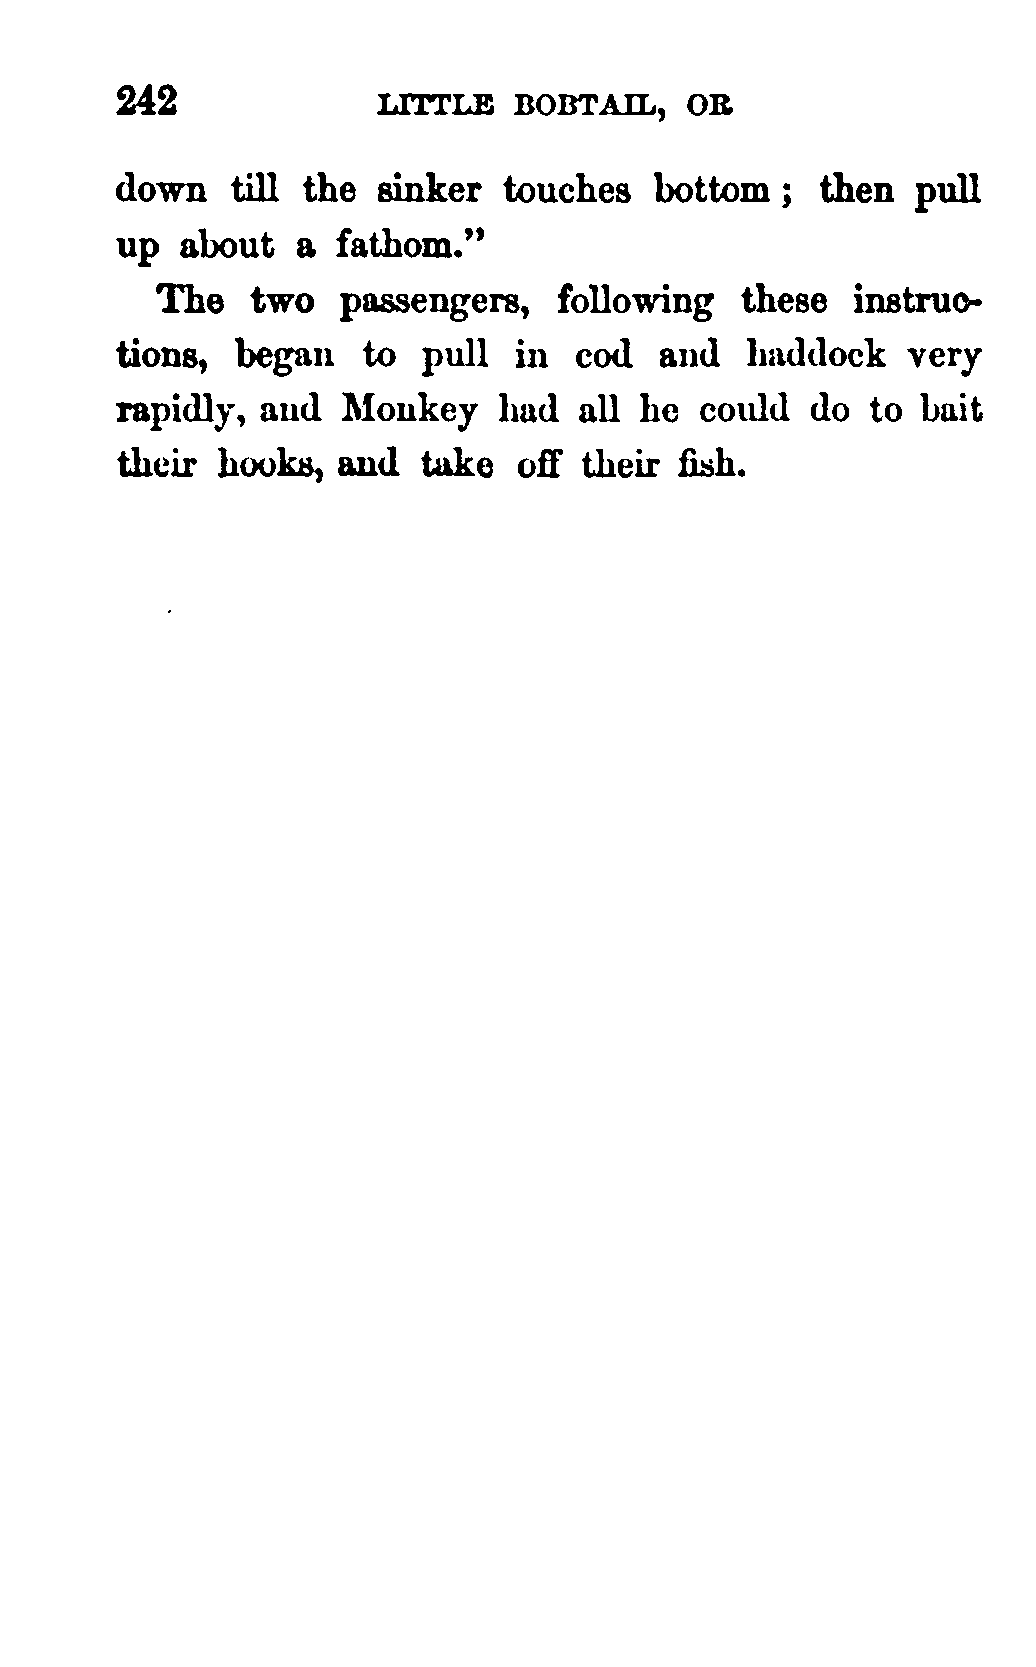 242 LITTLE BOBTAIL, OR
down till the sinker touches bottom; then pull
up about a fathom."
The two passengers, following these instruc-
tions, began to pull in cod and haddock very
rapidly, and Monkey had all he could do to bait
their hooks, and take off their fish.